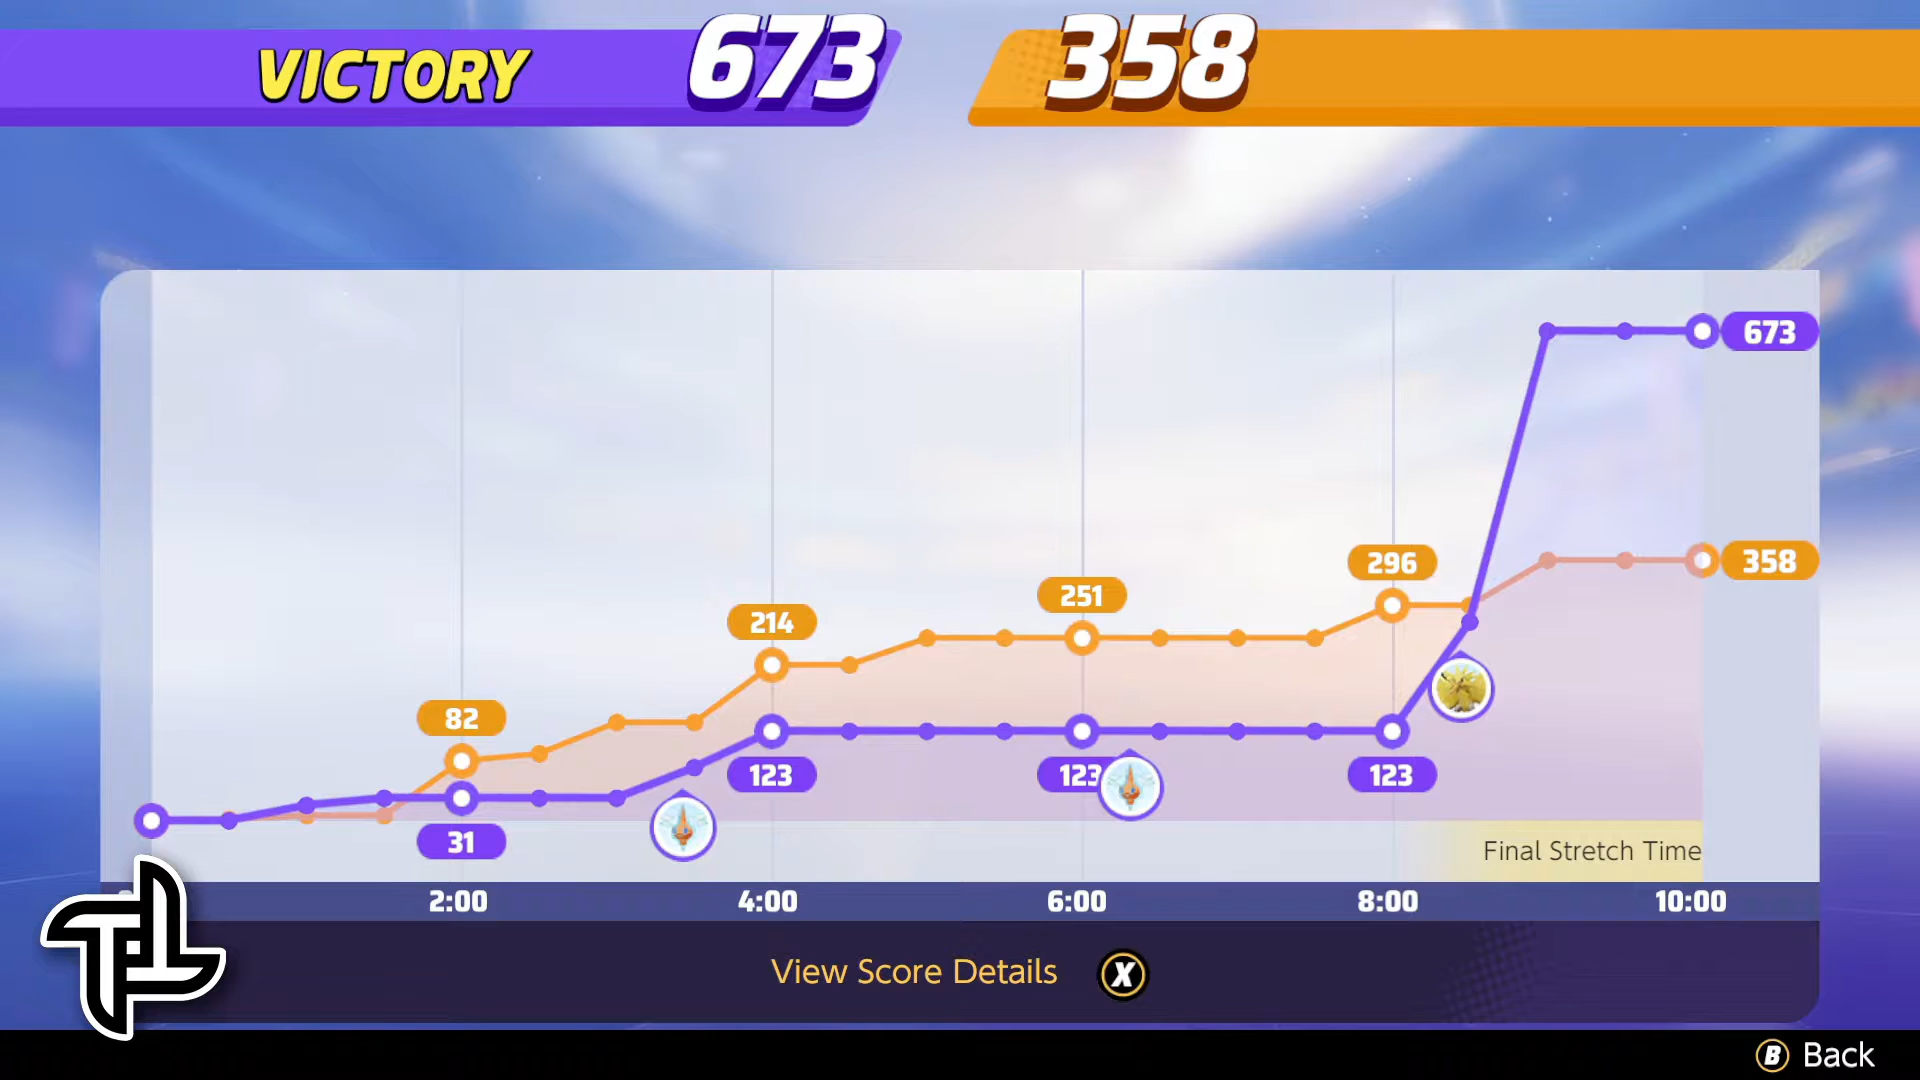 VICTORY 673 358
673
296 358
251
214
82
123 123 123
31
Final Stretch Time
2:00 4:00 6:00 8:00 10:00
View Score Details X
B Back